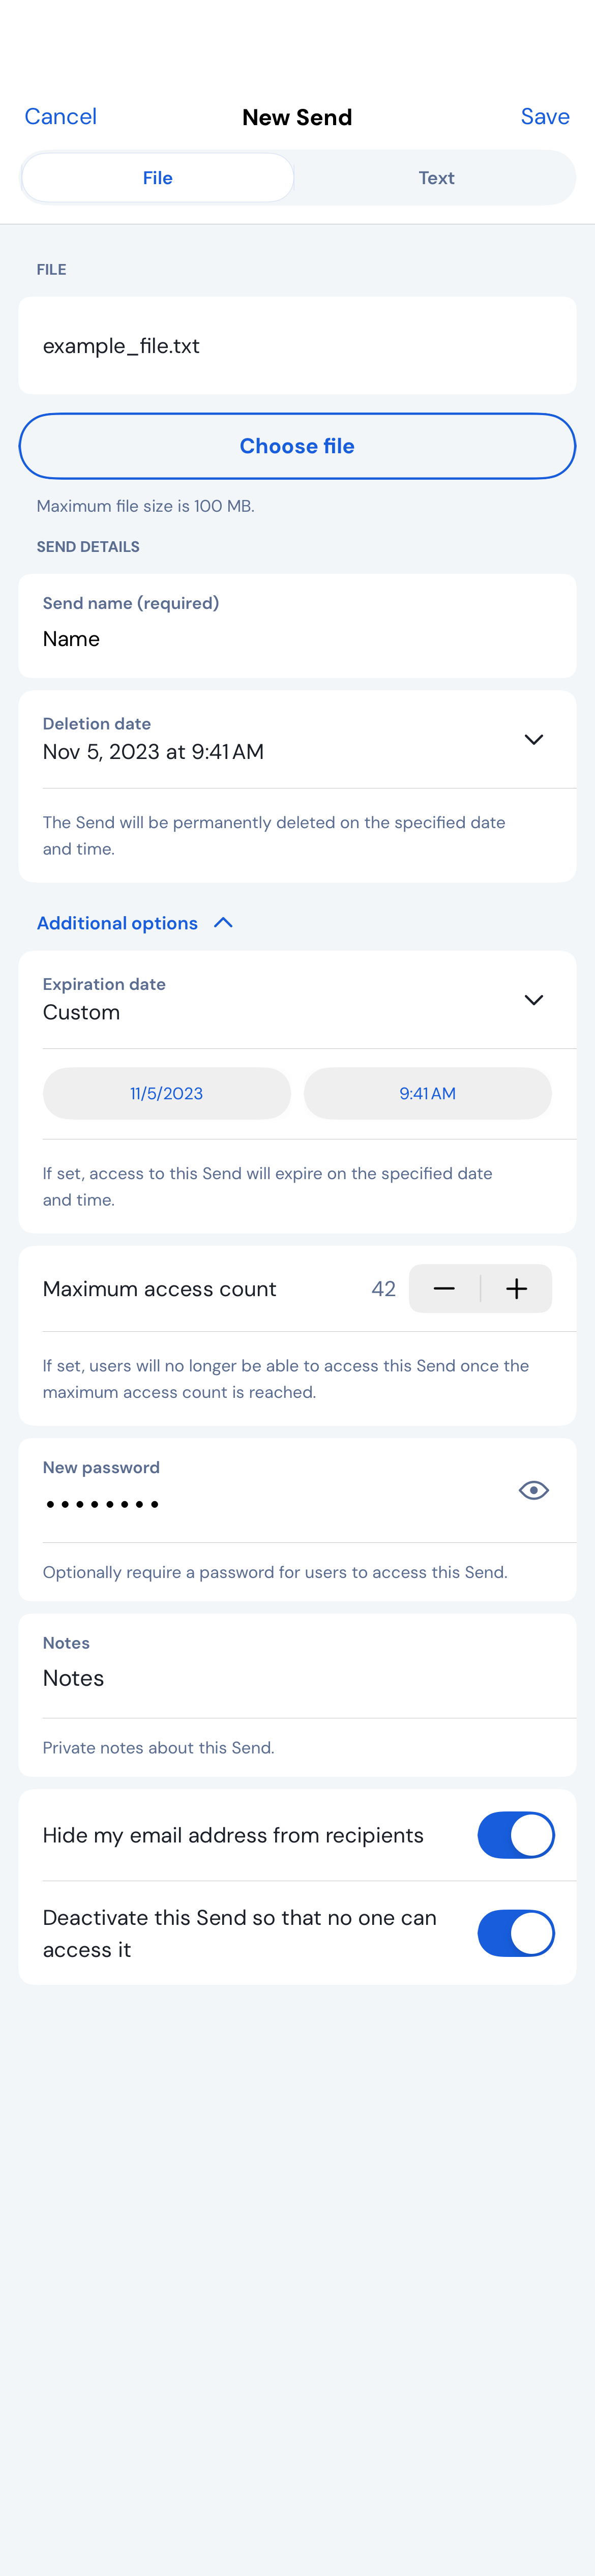 Cancel
New Send
Save
File
Text
FILE
example_file.txt
Choose file
Maximum file size is 100 MB.
SEND DETAILS
Send name (required)
Name
Deletion date
Nov 5, 2023 at 9:41 AM
The Send will be permanently deleted on the specified date
and time.
Additional options
Expiration date
Custom
11/5/2023
9:41 AM
If set, access to this Send will expire on the specified date
and time.
Maximum access count
42
If set, users will no longer be able to access this Send once the
maximum access count is reached.
New password
••••••••
Optionally require a password for users to access this Send.
Notes
Notes
Private notes about this Send.
Hide my email address from recipients
Deactivate this Send so that no one can
access it